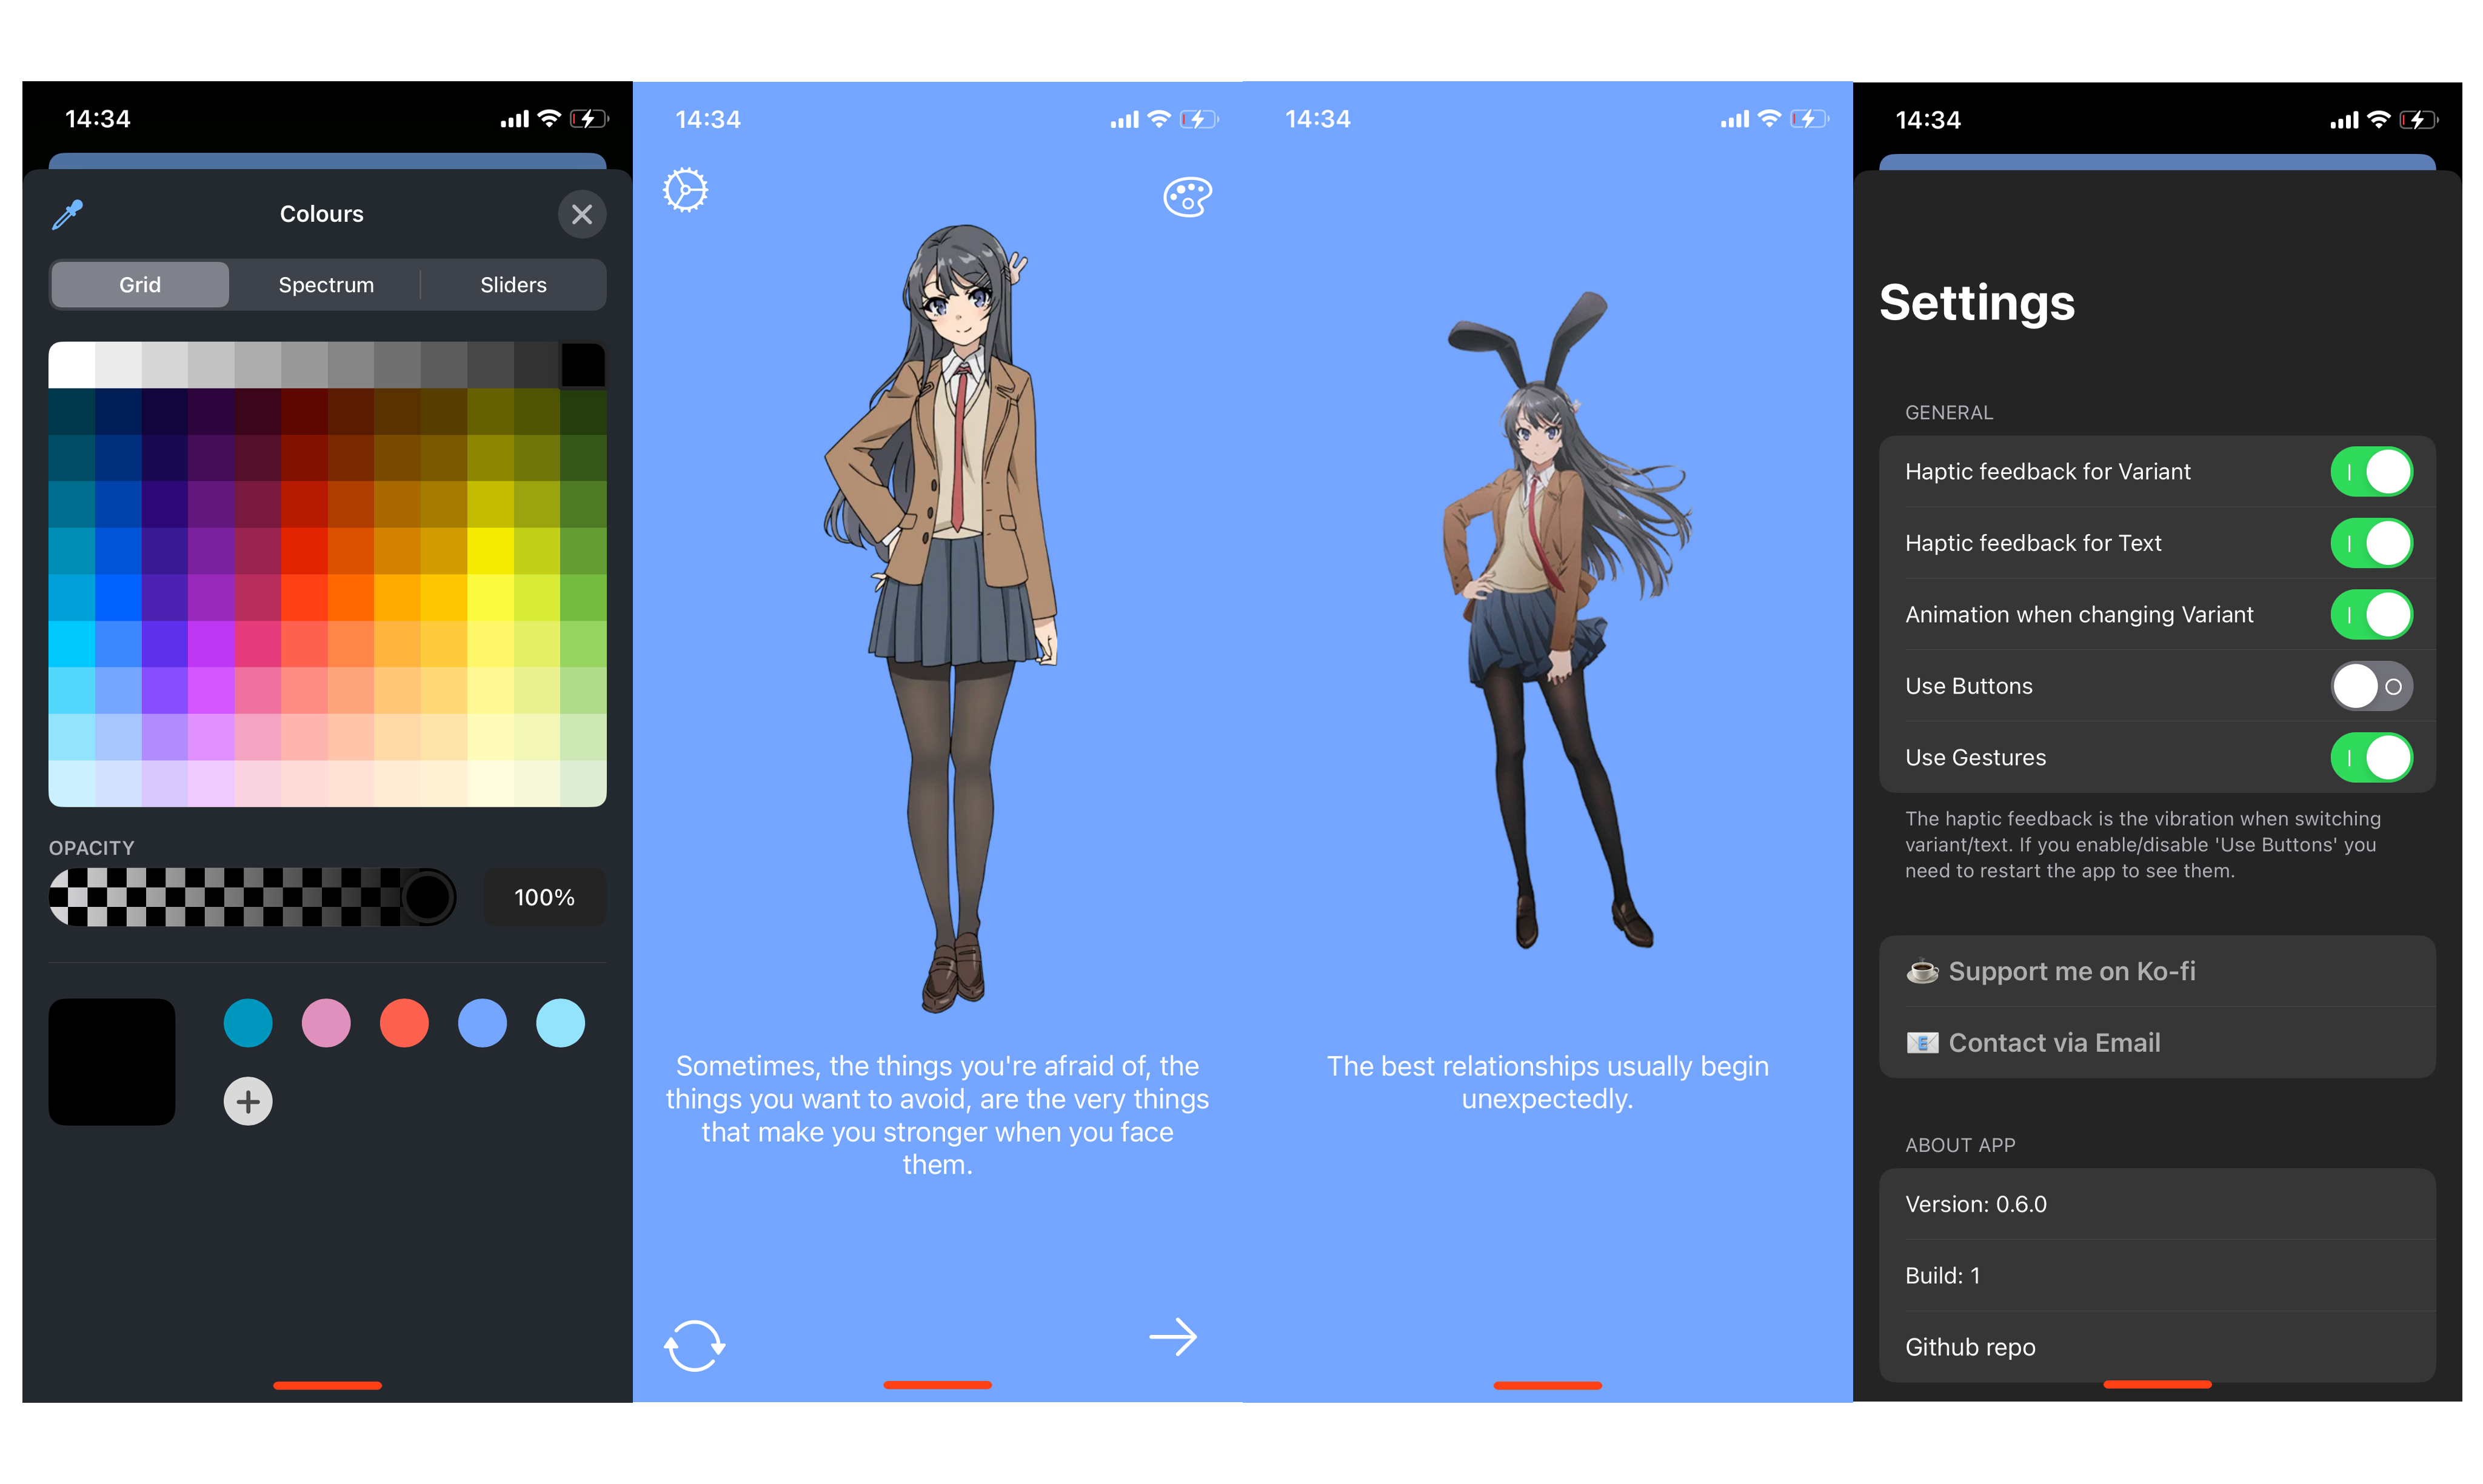 14:34
Colours
Grid
Spectrum
Sliders
OPACITY
100%
14:34
Sometimes, the things you're afraid of, the
things you want to avoid, are the very things
that make you stronger when you face
them.
14:34
The best relationships usually begin
unexpectedly.
14:34
Settings
GENERAL
Haptic feedback for Variant
Haptic feedback for Text
Animation when changing Variant
Use Buttons
Use Gestures
The haptic feedback is the vibration when switching
variant/text. If you enable/disable 'Use Buttons' you
need to restart the app to see them.
☕ Support me on Ko-fi
📧 Contact via Email
ABOUT APP
Version: 0.6.0
Build: 1
Github repo